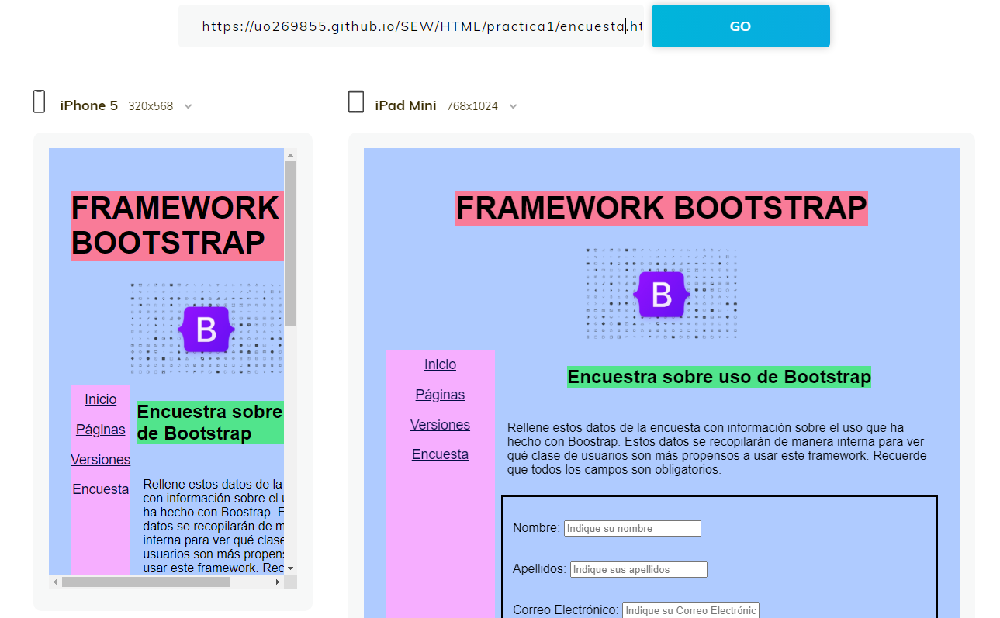 https://uo269855.github.io/SEW/HTML/practica1/encuesta.ht
GO
iPhone 5 320x568
FRAMEWORK
BOOTSTRAP
B
Inicio
Páginas
Versiones
Encuesta
Encuestra sobre
de Bootstrap
Rellene estos datos de la
con información sobre el u
ha hecho con Boostrap. E
datos se recopilarán de m
interna para ver qué clase
usuarios son más propens
usar este framework. Rec
iPad Mini 768x1024
FRAMEWORK BOOTSTRAP
B
Inicio
Páginas
Versiones
Encuesta
Encuestra sobre uso de Bootstrap
Rellene estos datos de la encuesta con información sobre el uso que ha
hecho con Boostrap. Estos datos se recopilarán de manera interna para ver
qué clase de usuarios son más propensos a usar este framework. Recuerde
que todos los campos son obligatorios.
Nombre: Indique su nombre
Apellidos: Indique sus apellidos
Correo Electrónico: Indique su Correo Electrónic